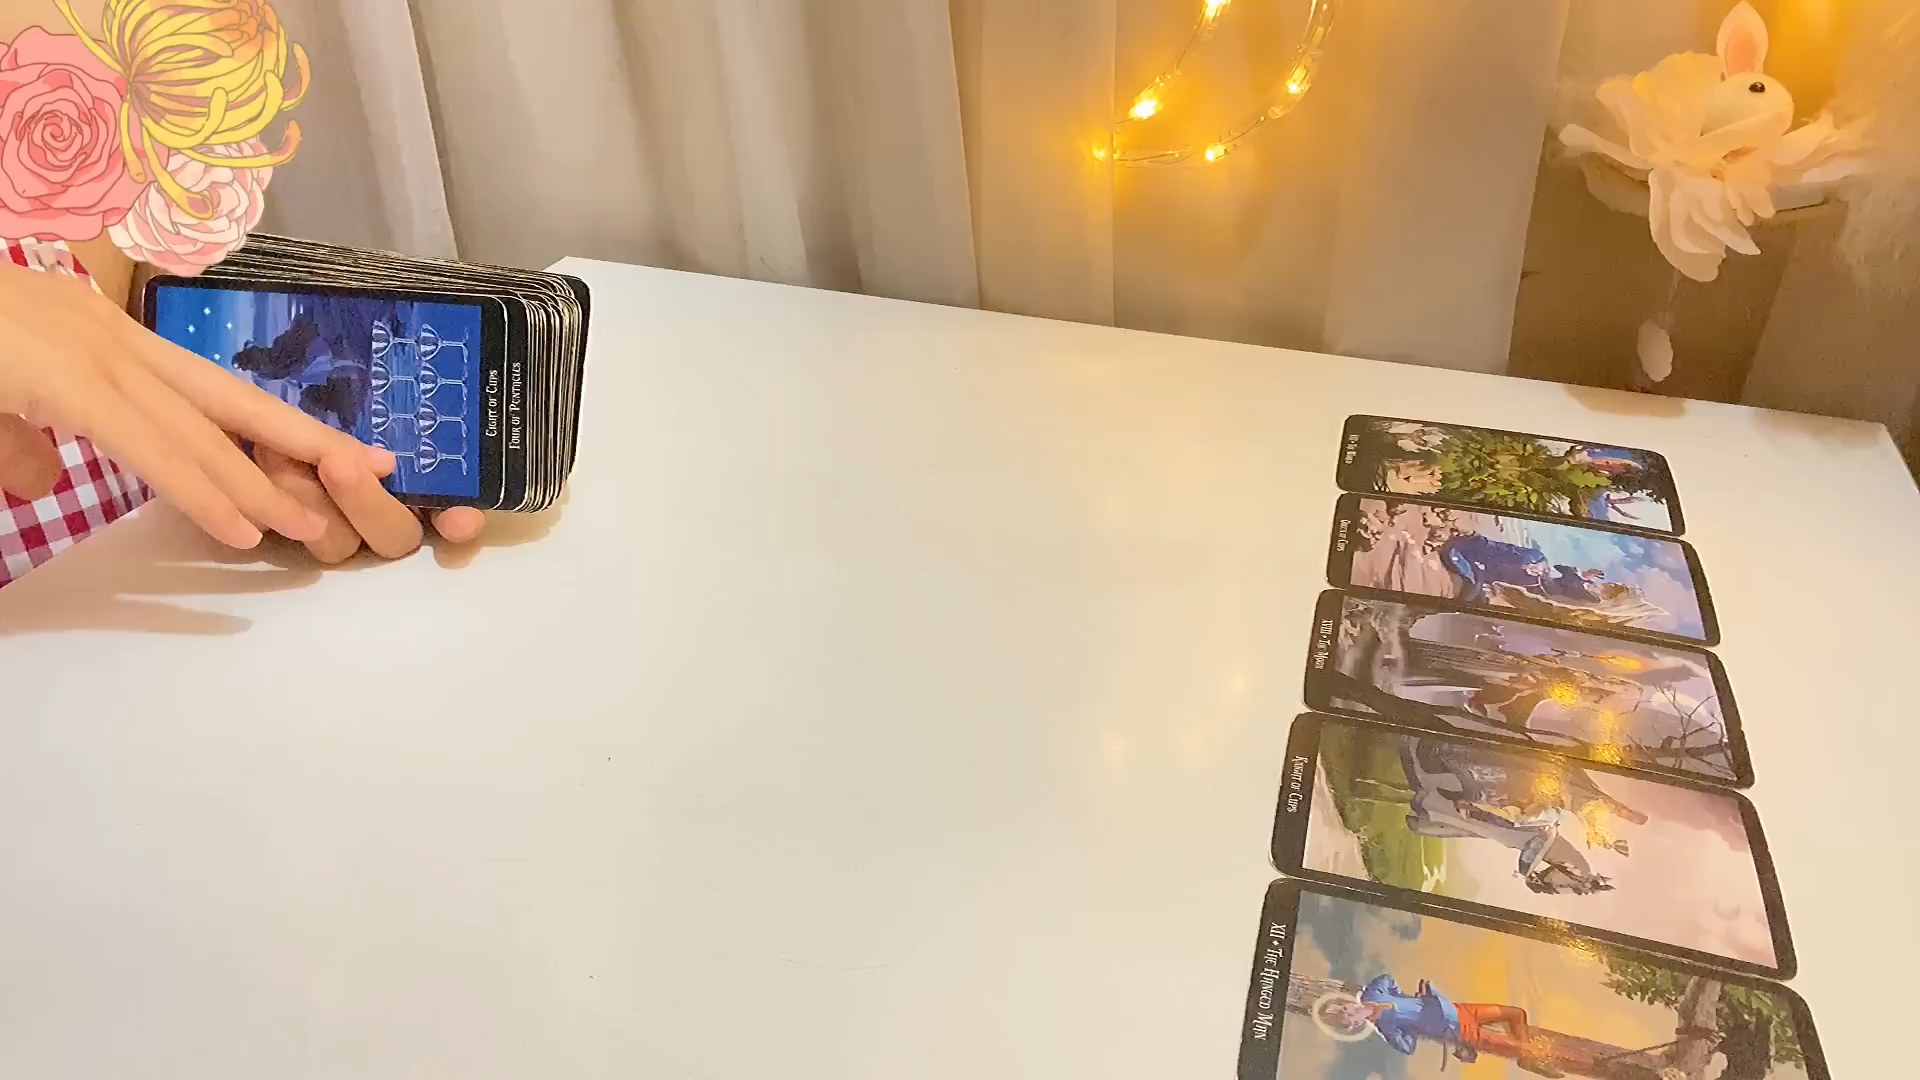 Eight of Cups
Four of Pentacles
Queen of Cups
XVIII • The Moon
Knight of Cups
XII • The Hanged Man